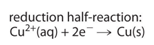 reduction half-reaction:
Cu²⁺(aq) + 2e⁻ → Cu(s)